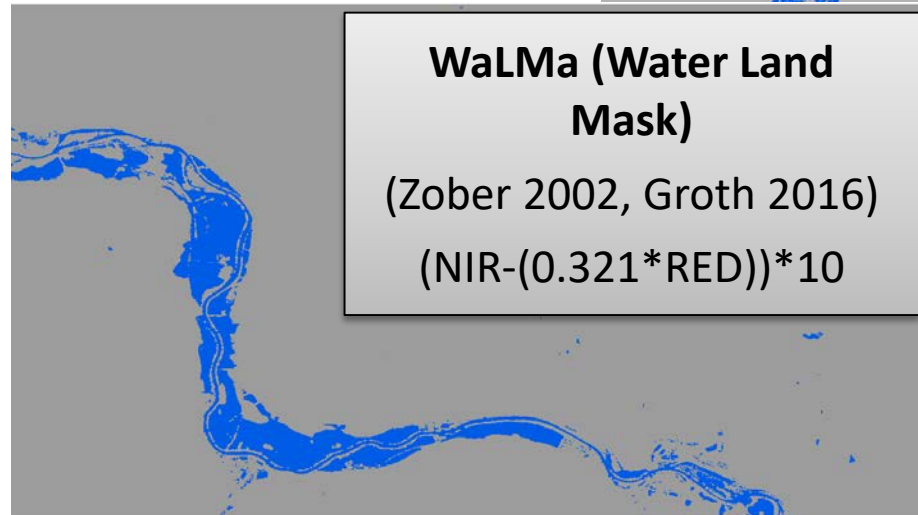 WaLMa (Water Land
Mask)
(Zober 2002, Groth 2016)
(NIR-(0.321*RED))*10